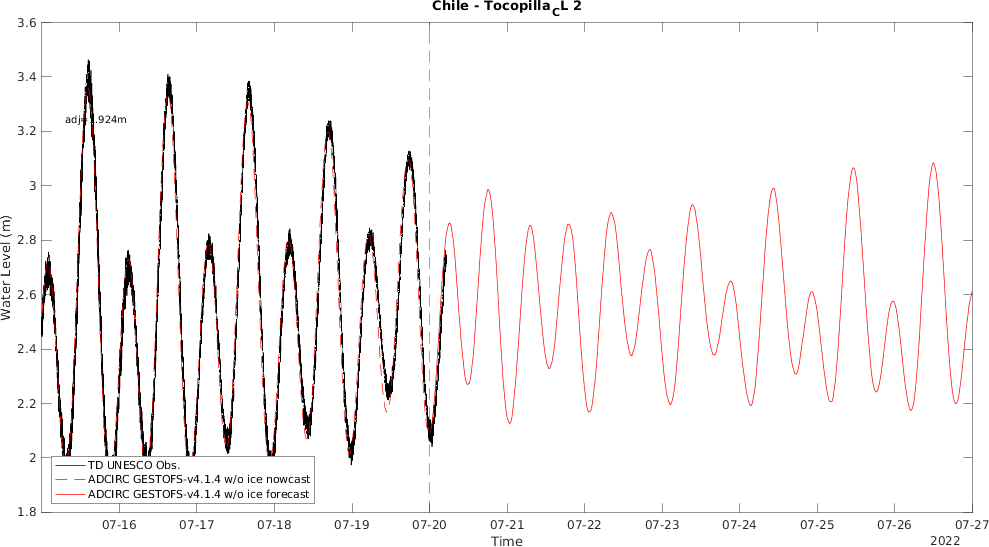 Chile - Tocopilla_CL 2
3.6
3.4
3.2
3
2.8
2.6
2.4
2.2
2
1.8
Water Level (m)
TD UNESCO Obs.
ADCIRC GESTOFS-v4.1.4 w/o ice nowcast
ADCIRC GESTOFS-v4.1.4 w/o ice forecast
07-16 07-17 07-18 07-19 07-20 07-21 07-22 07-23 07-24 07-25 07-26 07-27
Time
2022